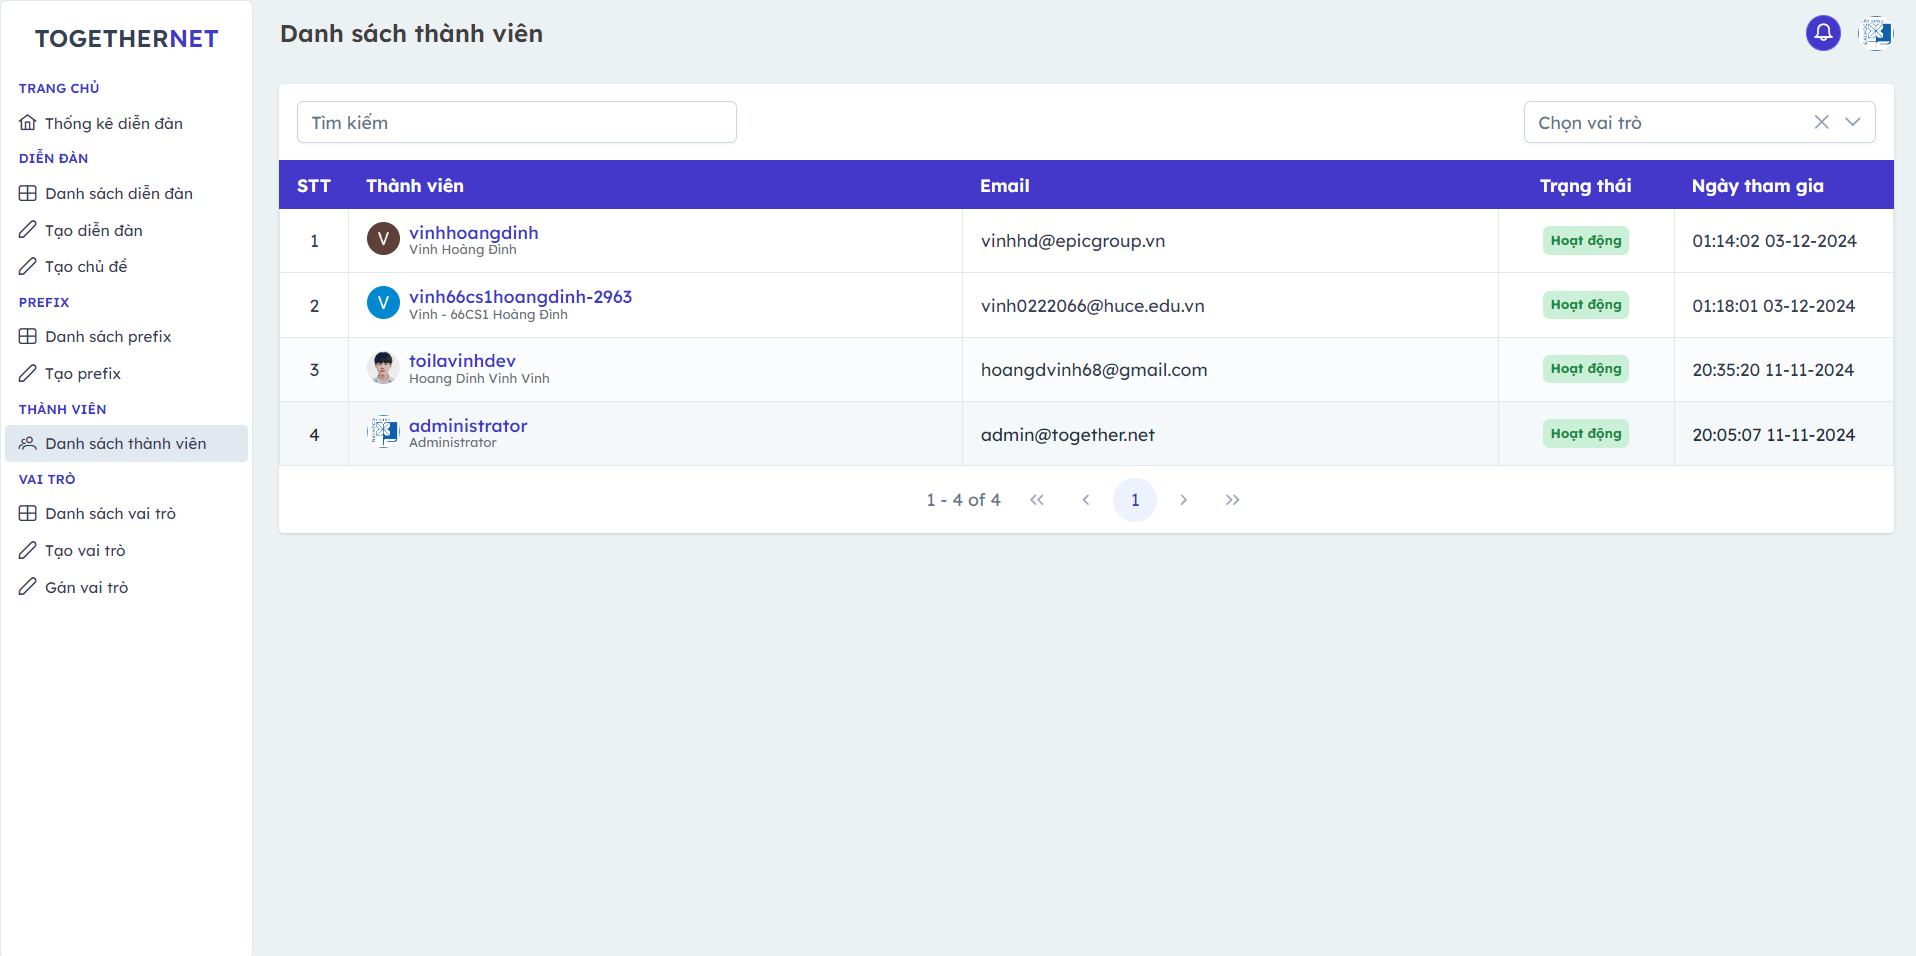 TOGETHERNET
TRANG CHỦ
Thống kê diễn đàn
DIỄN ĐÀN
Danh sách diễn đàn
Tạo diễn đàn
Tạo chủ đề
PREFIX
Danh sách prefix
Tạo prefix
THÀNH VIÊN
Danh sách thành viên
VAI TRÒ
Danh sách vai trò
Tạo vai trò
Gán vai trò
Danh sách thành viên
Tìm kiếm
Chọn vai trò
STT Thành viên Email Trạng thái Ngày tham gia
1 V vinhhoangdinh vinhhd@epicgroup.vn Hoạt động 01:14:02 03-12-2024
Vinh Hoàng Đình
2 V vinh66cs1hoangdinh-2963 vinh0222066@huce.edu.vn Hoạt động 01:18:01 03-12-2024
Vinh - 66CS1 Hoàng Đình
3 toilavinhdev hoangdvinh68@gmail.com Hoạt động 20:35:20 11-11-2024
Hoang Dinh Vinh Vinh
4 administrator admin@together.net Hoạt động 20:05:07 11-11-2024
Administrator
1 - 4 of 4 « ‹ 1 › »